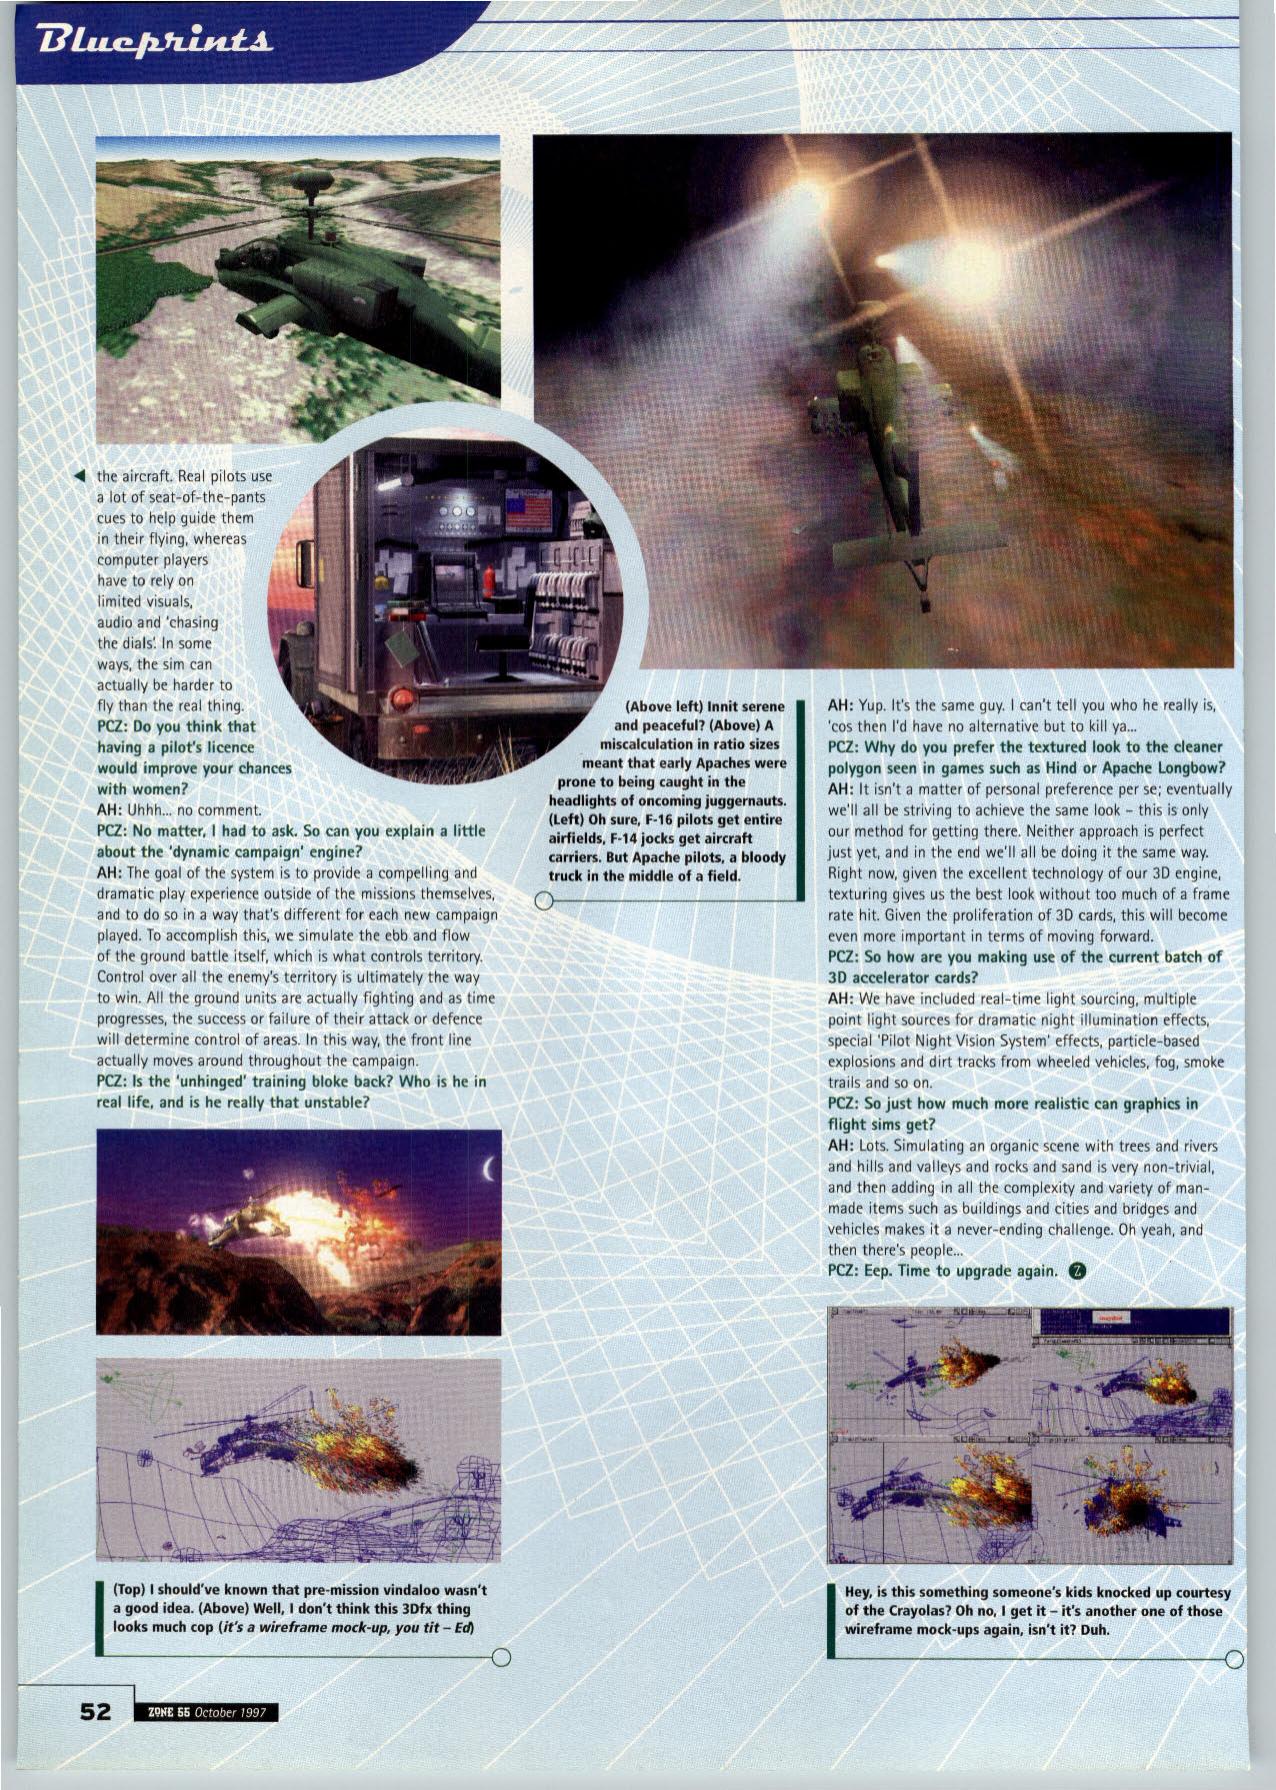 Blueprints
the aircraft. Real pilots use
a lot of seat-of-the-pants
cues to help guide them
in their flying, whereas
computer players
have to rely on
limited visuals,
audio and 'chasing
the dials'. In some
ways, the sim can
actually be harder to
fly than the real thing.
PCZ: Do you think that
having a pilot's licence
would improve your chances
with women?
AH: Uhhh... no comment.
PCZ: No matter, I had to ask. So can you explain a little
about the 'dynamic campaign' engine?
AH: The goal of the system is to provide a compelling and
dramatic play experience outside of the missions themselves,
and to do so in a way that's different for each new campaign
played. To accomplish this, we simulate the ebb and flow
of the ground battle itself, which is what controls territory.
Control over all the enemy's territory is ultimately the way
to win. All the ground units are actually fighting and as time
progresses, the success or failure of their attack or defence
will determine control of areas. In this way, the front line
actually moves around throughout the campaign.
PCZ: Is the 'unhinged' training bloke back? Who is he in
real life, and is he really that unstable?
(Above left) Innit serene
and peaceful? (Above) A
miscalculation in ratio sizes
meant that early Apaches were
prone to being caught in the
headlights of oncoming juggernauts.
(Left) Oh sure, F-16 pilots get entire
airfields, F-14 jocks get aircraft
carriers. But Apache pilots, a bloody
truck in the middle of a field.
AH: Yup. It's the same guy. I can't tell you who he really is,
'cos then I'd have no alternative but to kill ya...
PCZ: Why do you prefer the textured look to the cleaner
polygon seen in games such as Hind or Apache Longbow?
AH: It isn't a matter of personal preference per se; eventually
we'll all be striving to achieve the same look – this is only
our method for getting there. Neither approach is perfect
just yet, and in the end we'll all be doing it the same way.
Right now, given the excellent technology of our 3D engine,
texturing gives us the best look without too much of a frame
rate hit. Given the proliferation of 3D cards, this will become
even more important in terms of moving forward.
PCZ: So how are you making use of the current batch of
3D accelerator cards?
AH: We have included real-time light sourcing, multiple
point light sources for dramatic night illumination effects,
special 'Pilot Night Vision System' effects, particle-based
explosions and dirt tracks from wheeled vehicles, fog, smoke
trails and so on.
PCZ: So just how much more realistic can graphics in
flight sims get?
AH: Lots. Simulating an organic scene with trees and rivers
and hills and valleys and rocks and sand is very non-trivial,
and then adding in all the complexity and variety of man-
made items such as buildings and cities and bridges and
vehicles makes it a never-ending challenge. Oh yeah, and
then there's people...
PCZ: Eep. Time to upgrade again. Z
(Top) I should've known that pre-mission vindaloo wasn't
a good idea. (Above) Well, I don't think this 3Dfx thing
looks much cop (it's a wireframe mock-up, you tit – Ed)
Hey, is this something someone's kids knocked up courtesy
of the Crayolas? Oh no, I get it – it's another one of those
wireframe mock-ups again, isn't it? Duh.
52 ZONE 55 October 1997